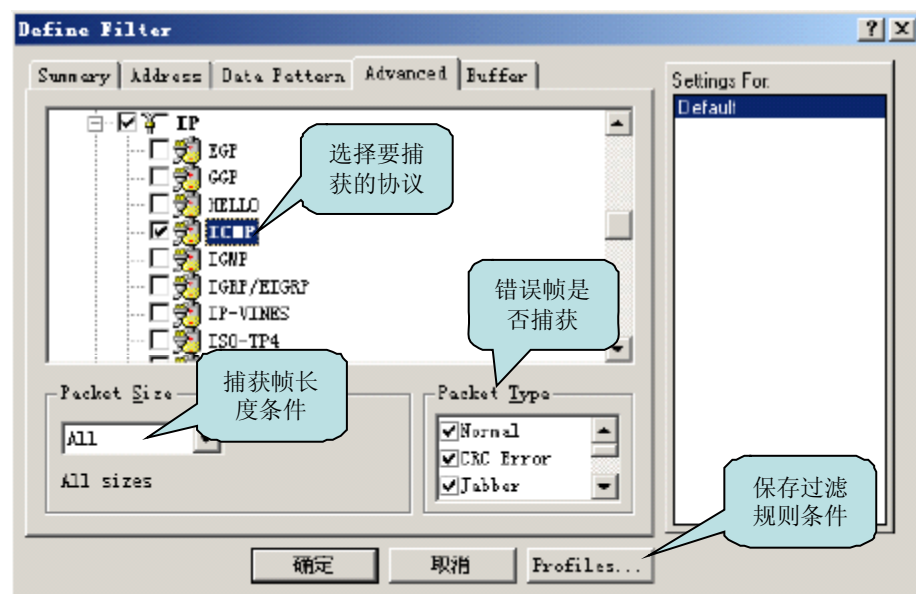 Define Filter
Summary
Address
Data Pattern
Advanced
Buffer
Settings For:
Default
IP
EGP
GGP
HELLO
ICMP
IGMP
IGRP/EIGRP
IP-VINES
ISO-TP4
选择要捕
获的协议
错误帧是
否捕获
捕获帧长
度条件
Packet Size
All
All sizes
Packet Type
Normal
CRC Error
Jabber
保存过滤
规则条件
确定
取消
Profiles...